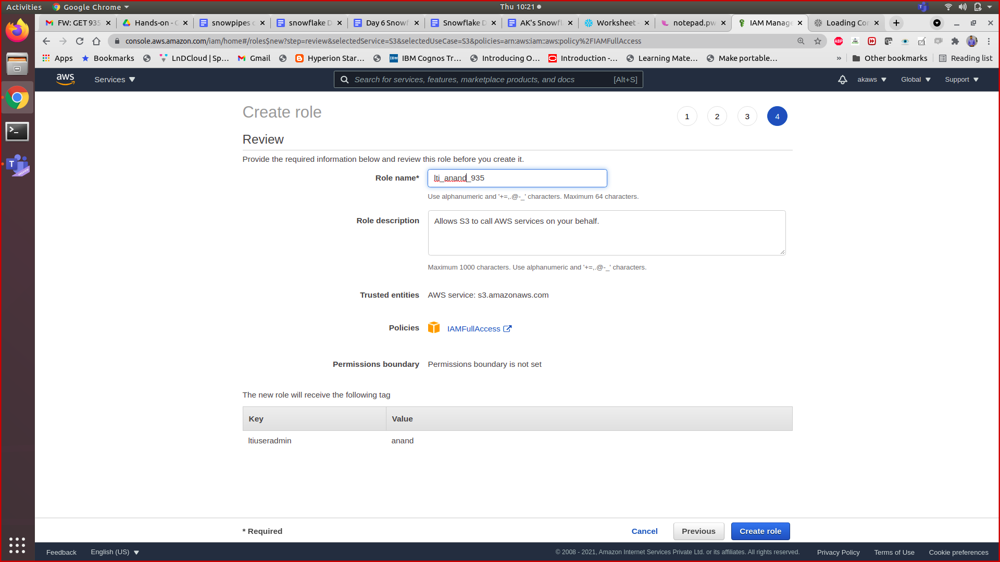 Activities Google Chrome Thu 10:21
FW: GET 935 Hands-on - snowpipes snowflake D Day 6 Snowf Snowflake D AK's Snowfl Worksheet - notepad.pw IAM Manage Loading Con
console.aws.amazon.com/iam/home#/roles$new?step=review&selectedService=S3&selectedUseCase=S3&policies=arn:aws:iam::aws:policy%2FIAMFullAccess
Apps Bookmarks LnDCloud | Sp... Gmail Hyperion Star... IBM Cognos Tr... Introducing O... Introduction -... Learning Mate... Make portable... » Other bookmarks Reading list
aws Services Search for services, features, marketplace products, and docs [Alt+S] akaws Global Support
Create role 1 2 3 4
Review
Provide the required information below and review this role before you create it.
Role name* lti_anand_935
Use alphanumeric and '+=,.@-_' characters. Maximum 64 characters.
Role description Allows S3 to call AWS services on your behalf.
Maximum 1000 characters. Use alphanumeric and '+=,.@-_' characters.
Trusted entities AWS service: s3.amazonaws.com
Policies IAMFullAccess
Permissions boundary Permissions boundary is not set
The new role will receive the following tag
Key Value
ltiuseradmin anand
* Required Cancel Previous Create role
Feedback English (US) © 2008 - 2021, Amazon Internet Services Private Ltd. or its affiliates. All rights reserved. Privacy Policy Terms of Use Cookie preferences